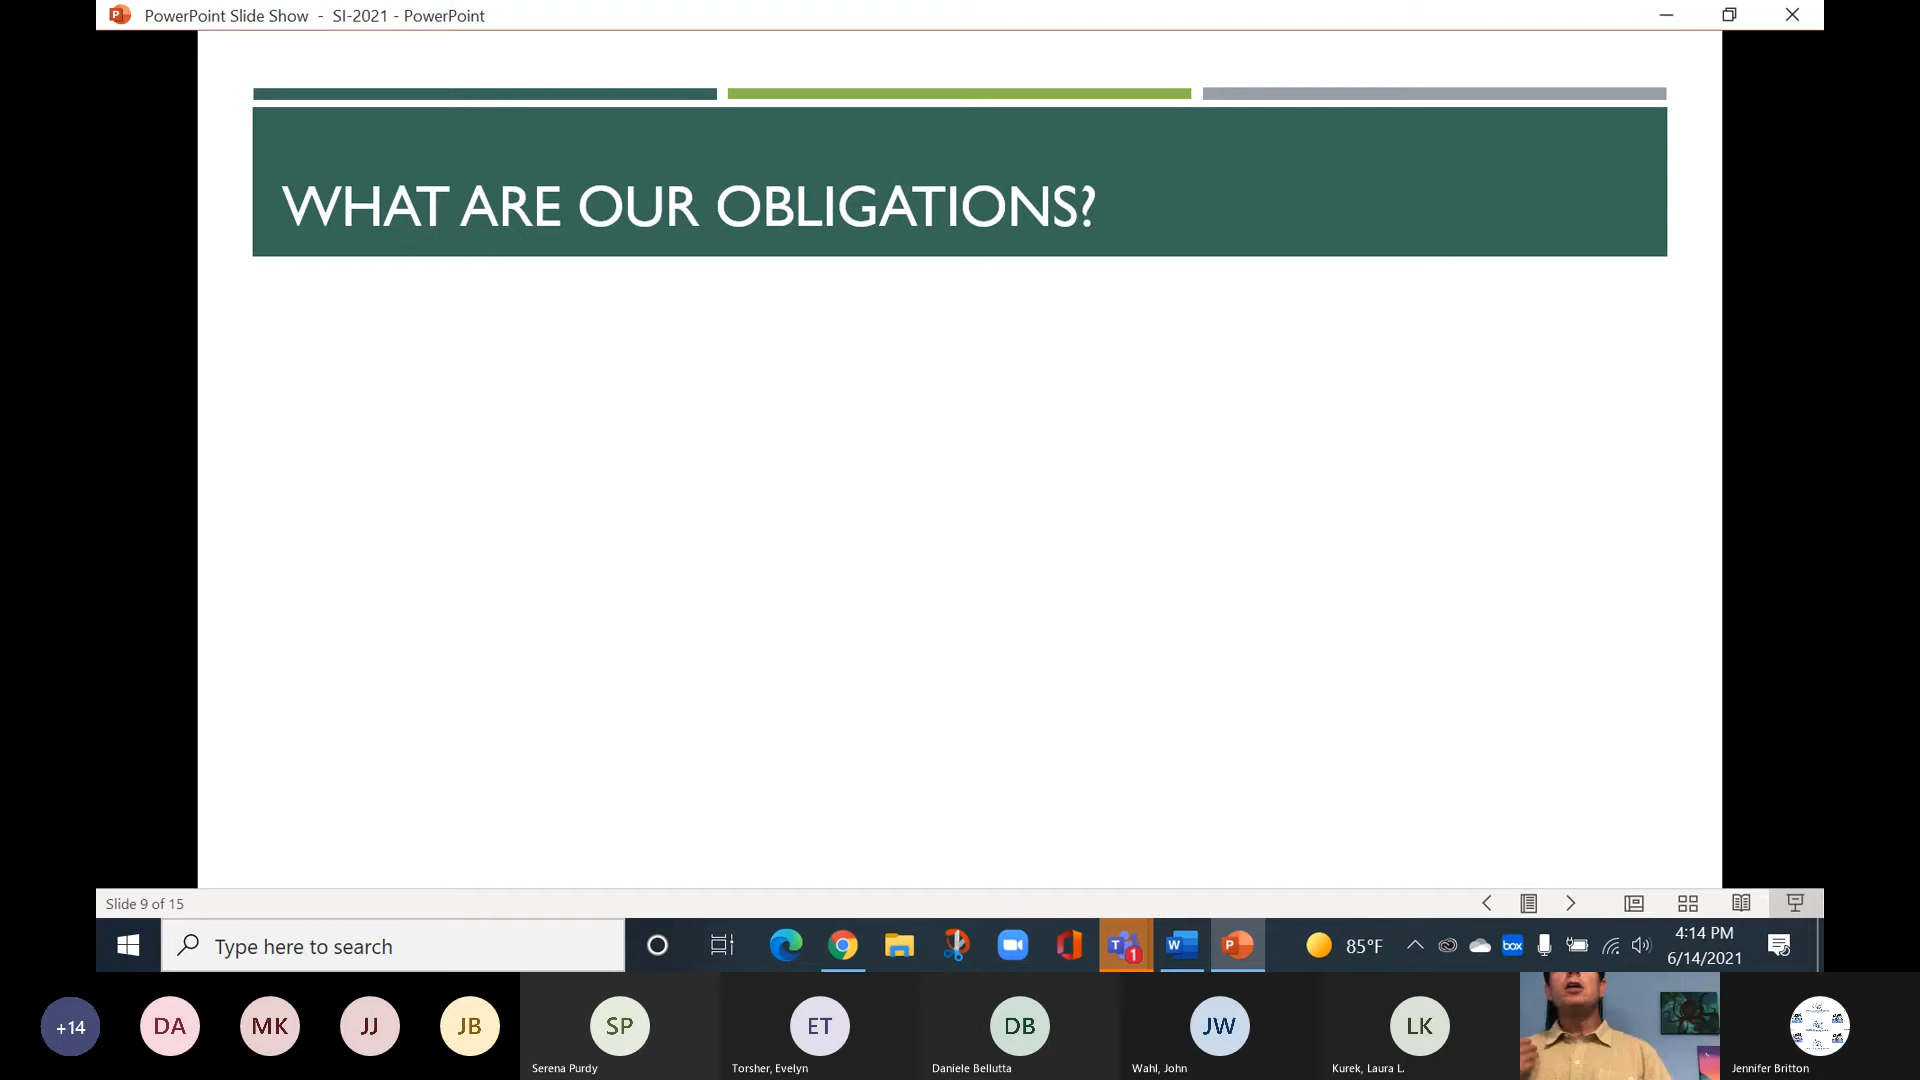 PowerPoint Slide Show - SI-2021 - PowerPoint
WHAT ARE OUR OBLIGATIONS?
Slide 9 of 15
Type here to search
1
85°F
box
4:14 PM
6/14/2021
+14
DA
MK
JJ
JB
SP
Serena Purdy
ET
Torsher, Evelyn
DB
Daniele Bellutta
JW
Wahl, John
LK
Kurek, Laura L.
Jennifer Britton